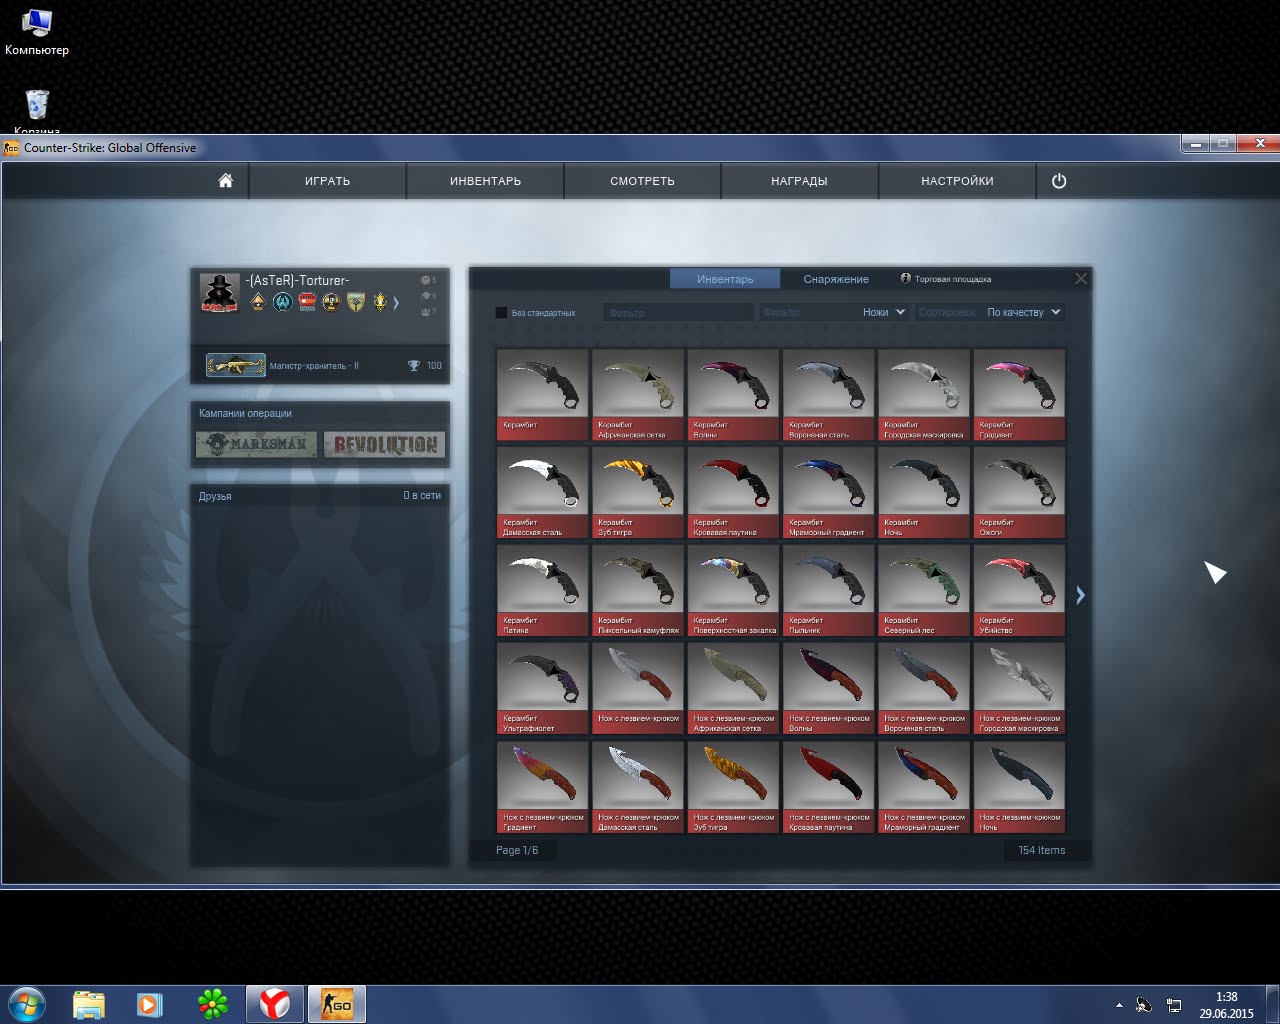 Компьютер
Корзина
Counter-Strike: Global Offensive
ИГРАТЬ
ИНВЕНТАРЬ
СМОТРЕТЬ
НАГРАДЫ
НАСТРОЙКИ
-(AsTeR)-Torturer-
5
6
7
Магистр-хранитель - II
100
Кампании операции
MARKSMAN
REVOLUTION
Друзья
0 в сети
Инвентарь
Снаряжение
Торговая площадка
Без стандартных
Фильтр
Фильтр:
Ножи
Сортировка:
По качеству
Керамбит
Керамбит
Африканская сетка
Керамбит
Волны
Керамбит
Вороненая сталь
Керамбит
Городская маскировка
Керамбит
Градиент
Керамбит
Дамасская сталь
Керамбит
Зуб тигра
Керамбит
Кровавая паутина
Керамбит
Мраморный градиент
Керамбит
Ночь
Керамбит
Ожоги
Керамбит
Патина
Керамбит
Пиксельный камуфляж
Керамбит
Поверхностная закалка
Керамбит
Пыльник
Керамбит
Северный лес
Керамбит
Убийство
Керамбит
Ультрафиолет
Нож с лезвием-крюком
Нож с лезвием-крюком
Африканская сетка
Нож с лезвием-крюком
Волны
Нож с лезвием-крюком
Вороненая сталь
Нож с лезвием-крюком
Городская маскировка
Нож с лезвием-крюком
Градиент
Нож с лезвием-крюком
Дамасская сталь
Нож с лезвием-крюком
Зуб тигра
Нож с лезвием-крюком
Кровавая паутина
Нож с лезвием-крюком
Мраморный градиент
Нож с лезвием-крюком
Ночь
Page 1/6
154 Items
GO
1:38
29.06.2015